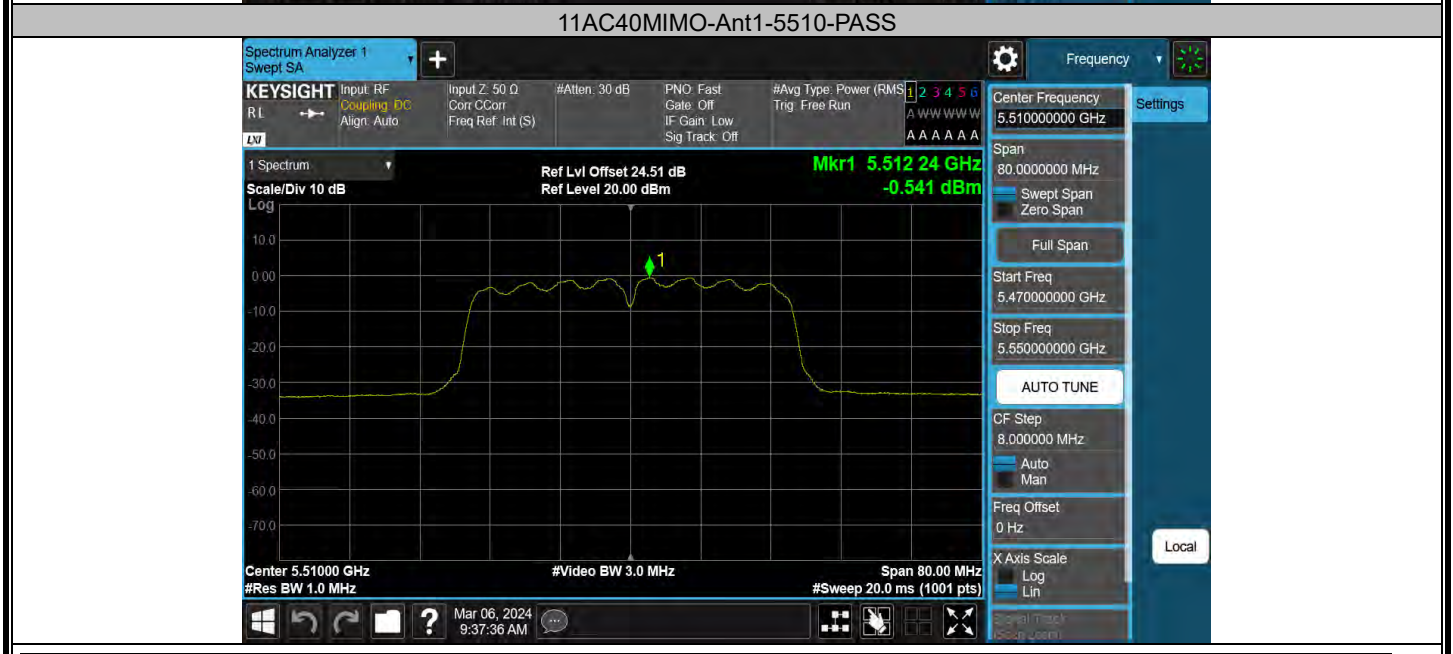 11AC40MIMO-Ant1-5510-PASS
Spectrum Analyzer 1
Swept SA
Frequency
KEYSIGHT
RL
LXI
Input: RF
Coupling: DC
Align: Auto
Input Z: 50 Ω
Corr CCorr
Freq Ref: Int (S)
#Atten: 30 dB
PNO: Fast
Gate: Off
IF Gain: Low
Sig Track: Off
#Avg Type: Power (RMS
Trig: Free Run
1 2 3 4 5 6
A W W W W W
A A A A A A
1 Spectrum
Scale/Div 10 dB
Log
Ref Lvl Offset 24.51 dB
Ref Level 20.00 dBm
Mkr1 5.512 24 GHz
-0.541 dBm
10.0
0.00
-10.0
-20.0
-30.0
-40.0
-50.0
-60.0
-70.0
1
Center 5.51000 GHz
#Res BW 1.0 MHz
#Video BW 3.0 MHz
Span 80.00 MHz
#Sweep 20.0 ms (1001 pts)
Center Frequency
5.510000000 GHz
Settings
Span
80.0000000 MHz
Swept Span
Zero Span
Full Span
Start Freq
5.470000000 GHz
Stop Freq
5.550000000 GHz
AUTO TUNE
CF Step
8.000000 MHz
Auto
Man
Freq Offset
0 Hz
X Axis Scale
Log
Lin
Signal Track
(Span Zoom)
Local
?
Mar 06, 2024
9:37:36 AM